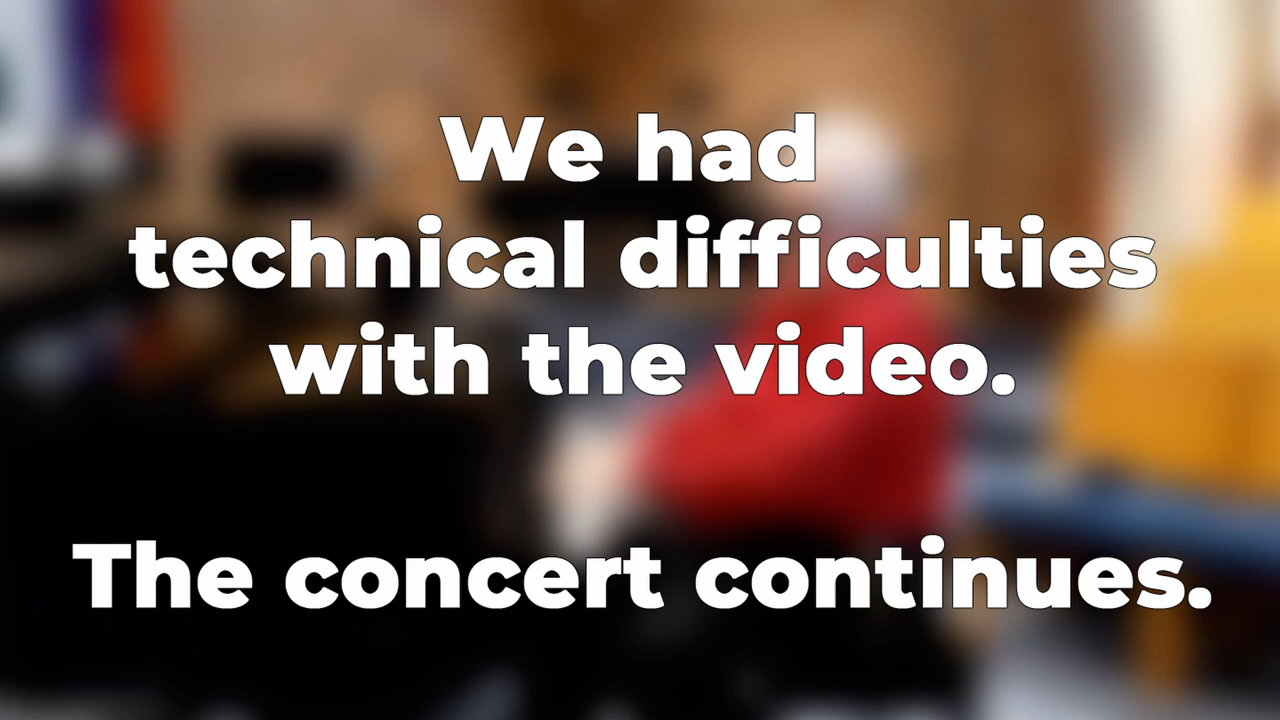 We had
technical difficulties
with the video.
The concert continues.